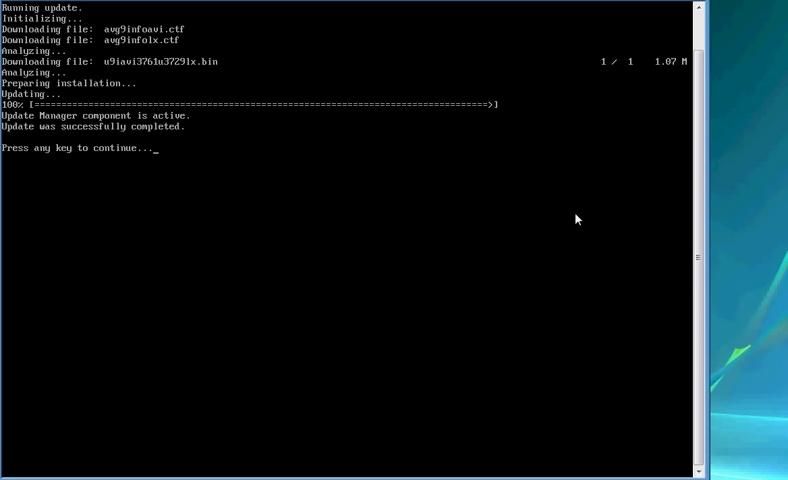 Running update.
Initializing...
Downloading file:  avg9infoavi.ctf
Downloading file:  avg9infolx.ctf
Analyzing...
Downloading file:  u9iavi3761u3729lx.bin 1 / 1 1.07 M
Analyzing...
Preparing installation...
Updating...
100% [=====================================================================================>]
Update Manager component is active.
Update was successfully completed.
Press any key to continue..._